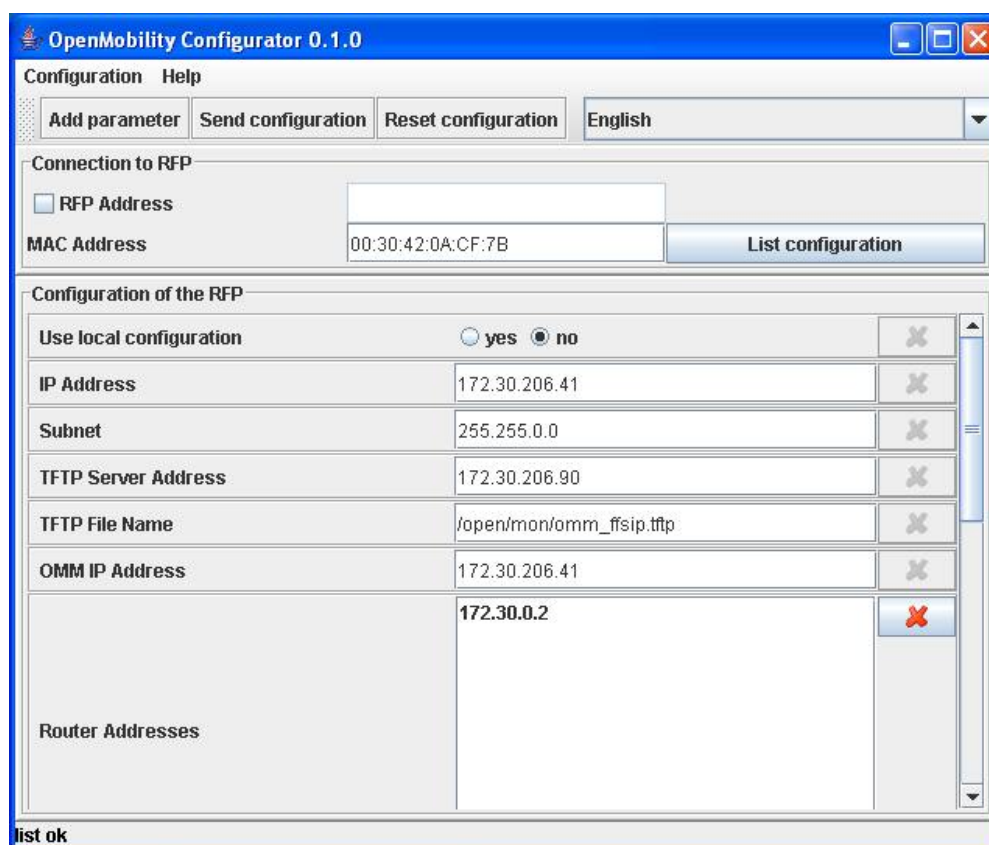 OpenMobility Configurator 0.1.0
Configuration Help
Add parameter Send configuration Reset configuration English
Connection to RFP
RFP Address
MAC Address 00:30:42:0A:CF:7B List configuration
Configuration of the RFP
Use local configuration yes no
IP Address 172.30.206.41
Subnet 255.255.0.0
TFTP Server Address 172.30.206.90
TFTP File Name /open/mon/omm_ffsip.tftp
OMM IP Address 172.30.206.41
172.30.0.2
Router Addresses
list ok